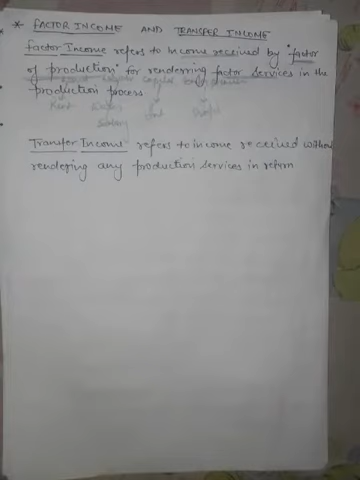 * FACTOR INCOME AND TRANSFER INCOME
factor Income refers to income received by "factor
of production" for renderring factor services in the
production process.
Rent Int Profit
Transfer Income refers to income received without
rendering any production services in return